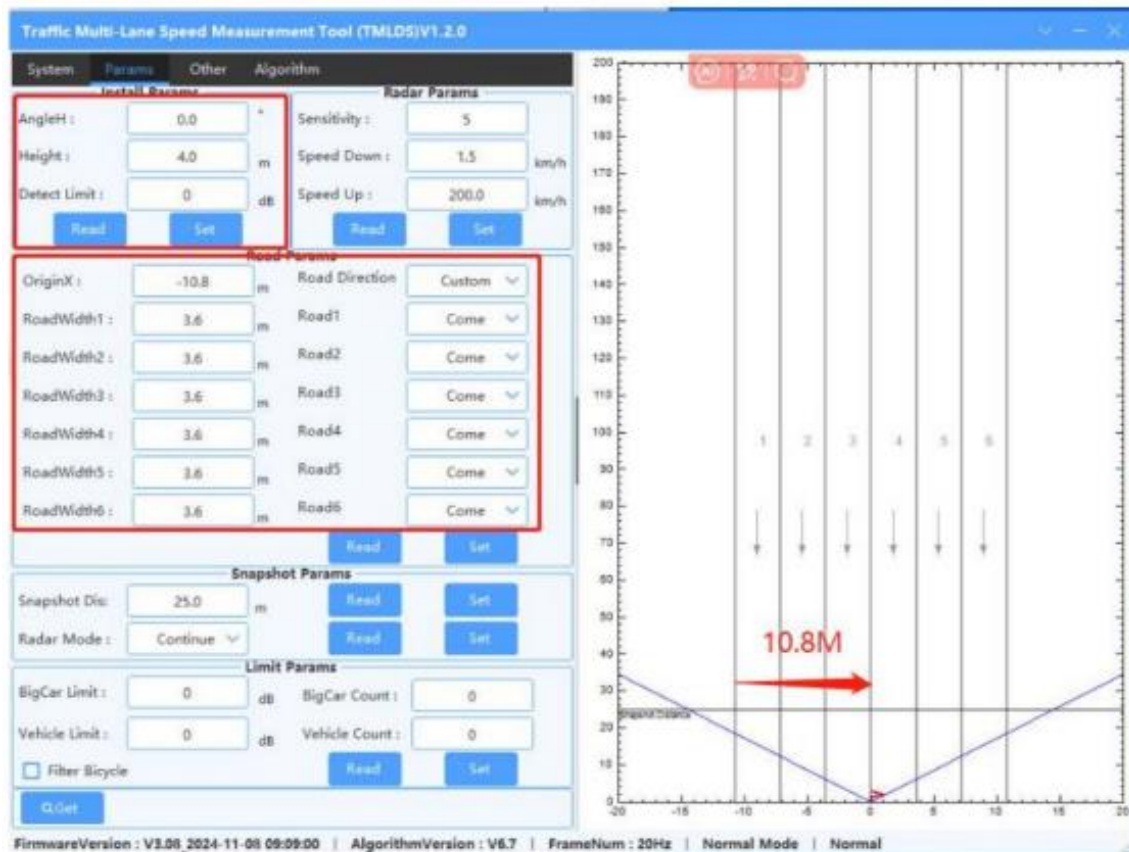 Traffic Multi-Lane Speed Measurement Tool (TMLDS)V1.2.0
System Params Other Algorithm
Install Params
AngleH : 0.0 °
Height : 4.0 m
Detect Limit : 0 dB
Read Set
Radar Params
Sensitivity : 5
Speed Down : 1.5 km/h
Speed Up : 200.0 km/h
Read Set
Road Params
OriginX : -10.8 m Road Direction Custom
RoadWidth1 : 3.6 m Road1 Come
RoadWidth2 : 3.6 m Road2 Come
RoadWidth3 : 3.6 m Road3 Come
RoadWidth4 : 3.6 m Road4 Come
RoadWidth5 : 3.6 m Road5 Come
RoadWidth6 : 3.6 m Road6 Come
Read Set
Snapshot Params
Snapshot Dis: 25.0 m Read Set
Radar Mode : Continue Read Set
Limit Params
BigCar Limit : 0 dB BigCar Count : 0
Vehicle Limit : 0 dB Vehicle Count : 0
Filter Bicycle Read Set
Get
200
190
180
170
160
150
140
130
120
110
100
90
80
70
60
50
40
30
20
10
0
1 2 3 4 5 6
10.8M
Snapshot Distance
-20 -15 -10 -5 0 5 10 15 20
FirmwareVersion : V3.08_2024-11-08 09:09:00 | AlgorithmVersion : V6.7 | FrameNum : 20Hz | Normal Mode | Normal